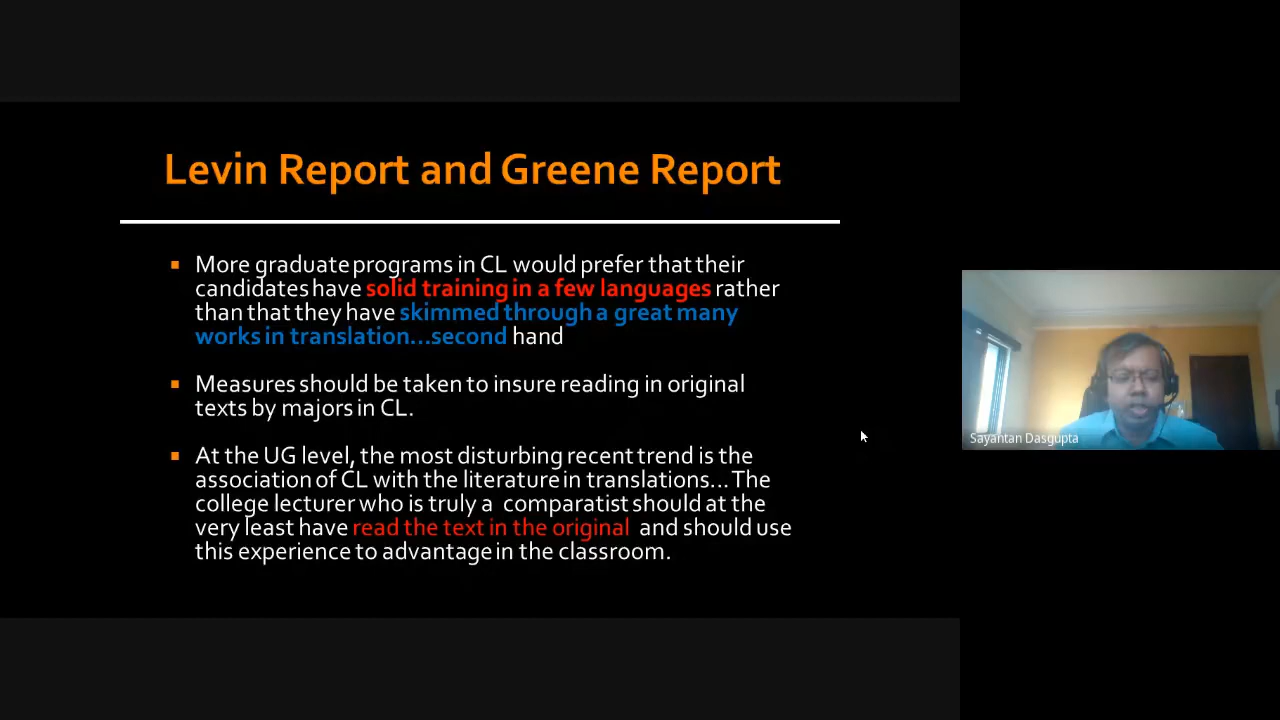 Levin Report and Greene Report
More graduate programs in CL would prefer that their
candidates have solid training in a few languages rather
than that they have skimmed through a great many
works in translation...second hand
Measures should be taken to insure reading in original
texts by majors in CL.
At the UG level, the most disturbing recent trend is the
association of CL with the literature in translations... The
college lecturer who is truly a comparatist should at the
very least have read the text in the original and should use
this experience to advantage in the classroom.
Sayantan Dasgupta